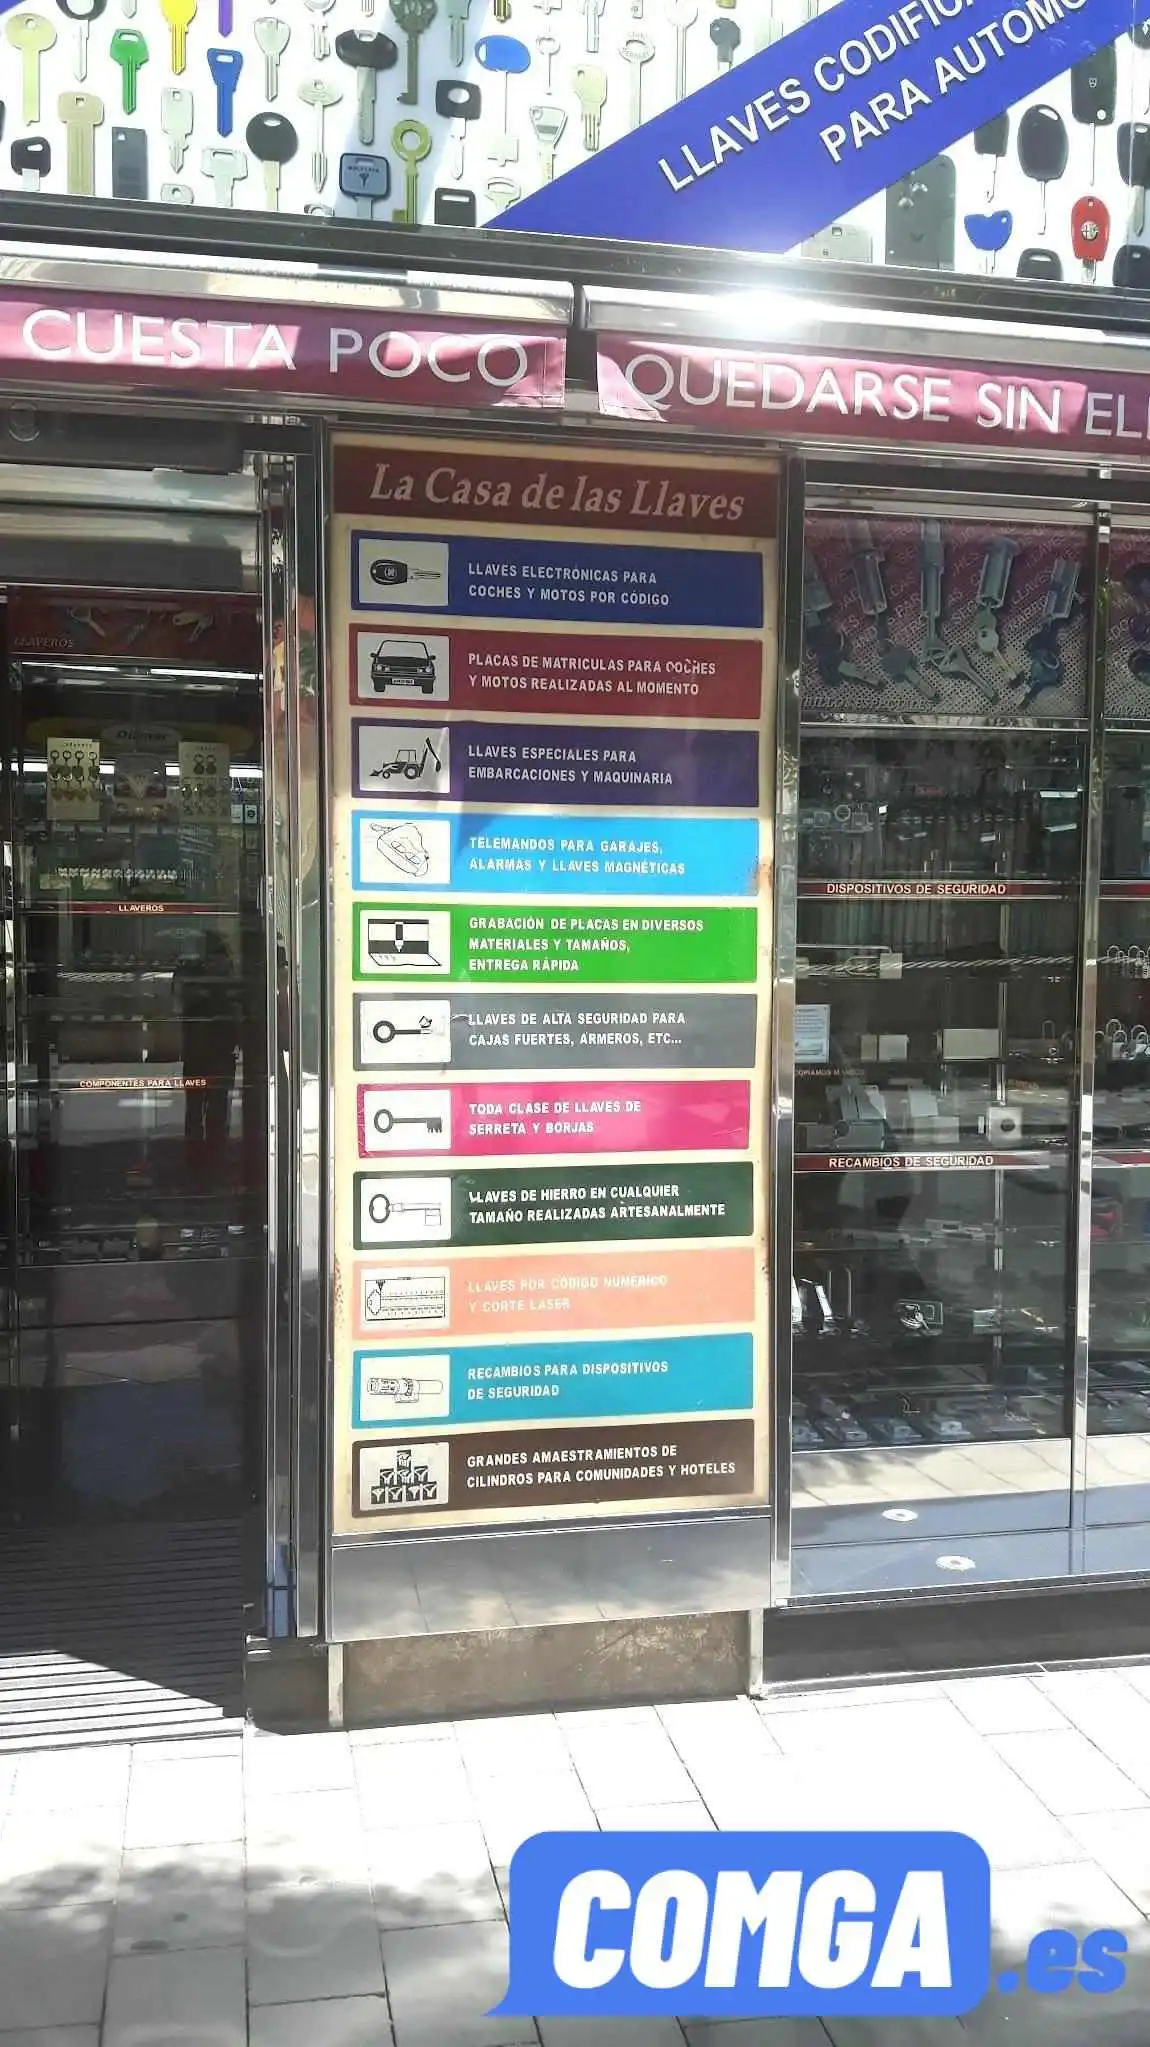 LLAVES
PARA
CUESTA POCO
QUEDARSE SIN
La Casa de las Llaves
LLAVES ELECTRÓNICAS PARA
COCHES Y MOTOS POR CÓDIGO
PLACAS DE MATRICULAS PARA COCHES
Y MOTOS REALIZADAS AL MOMENTO
LLAVES ESPECIALES PARA
EMBARCACIONES Y MAQUINARIA
TELEMANDOS PARA GARAJES,
ALARMAS Y LLAVES MAGNÉTICAS
GRABACIÓN DE PLACAS EN DIVERSOS
MATERIALES Y TAMAÑOS,
ENTREGA RÁPIDA
LLAVES DE ALTA SEGURIDAD PARA
CAJAS FUERTES, ARMEROS, ETC...
TODA CLASE DE LLAVES DE
SERRETA Y BORJAS
LLAVES DE HIERRO EN CUALQUIER
TAMAÑO REALIZADAS ARTESANALMENTE
LLAVES POR CÓDIGO NUMÉRICO
Y CORTE LASER
RECAMBIOS PARA DISPOSITIVOS
DE SEGURIDAD
GRANDES AMAESTRAMIENTOS DE
CILINDROS PARA COMUNIDADES Y HOTELES
LLAVEROS
LLAVEROS
COMPONENTES PARA LLAVES
DISPOSITIVOS DE SEGURIDAD
RECAMBIOS DE SEGURIDAD
COMGA.es